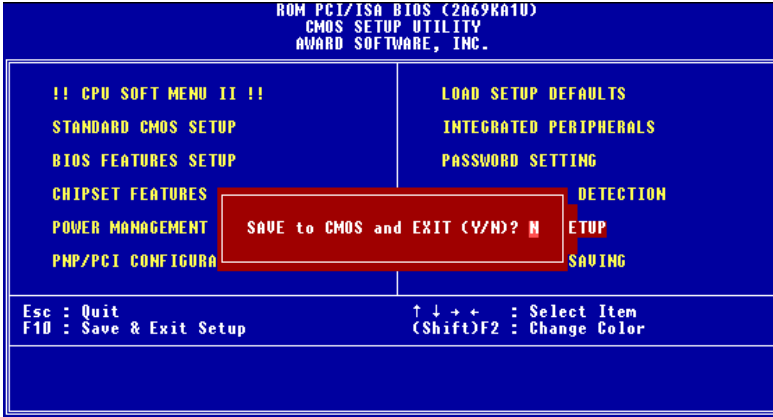 ROM PCI/ISA BIOS (2A69KA1U)
CMOS SETUP UTILITY
AWARD SOFTWARE, INC.
!! CPU SOFT MENU II !!
STANDARD CMOS SETUP
BIOS FEATURES SETUP
CHIPSET FEATURES
POWER MANAGEMENT
PNP/PCI CONFIGURA
LOAD SETUP DEFAULTS
INTEGRATED PERIPHERALS
PASSWORD SETTING
DETECTION
ETUP
SAVING
SAVE to CMOS and EXIT (Y/N)? N
Esc : Quit
F10 : Save & Exit Setup
↑ ↓ → ← : Select Item
(Shift)F2 : Change Color